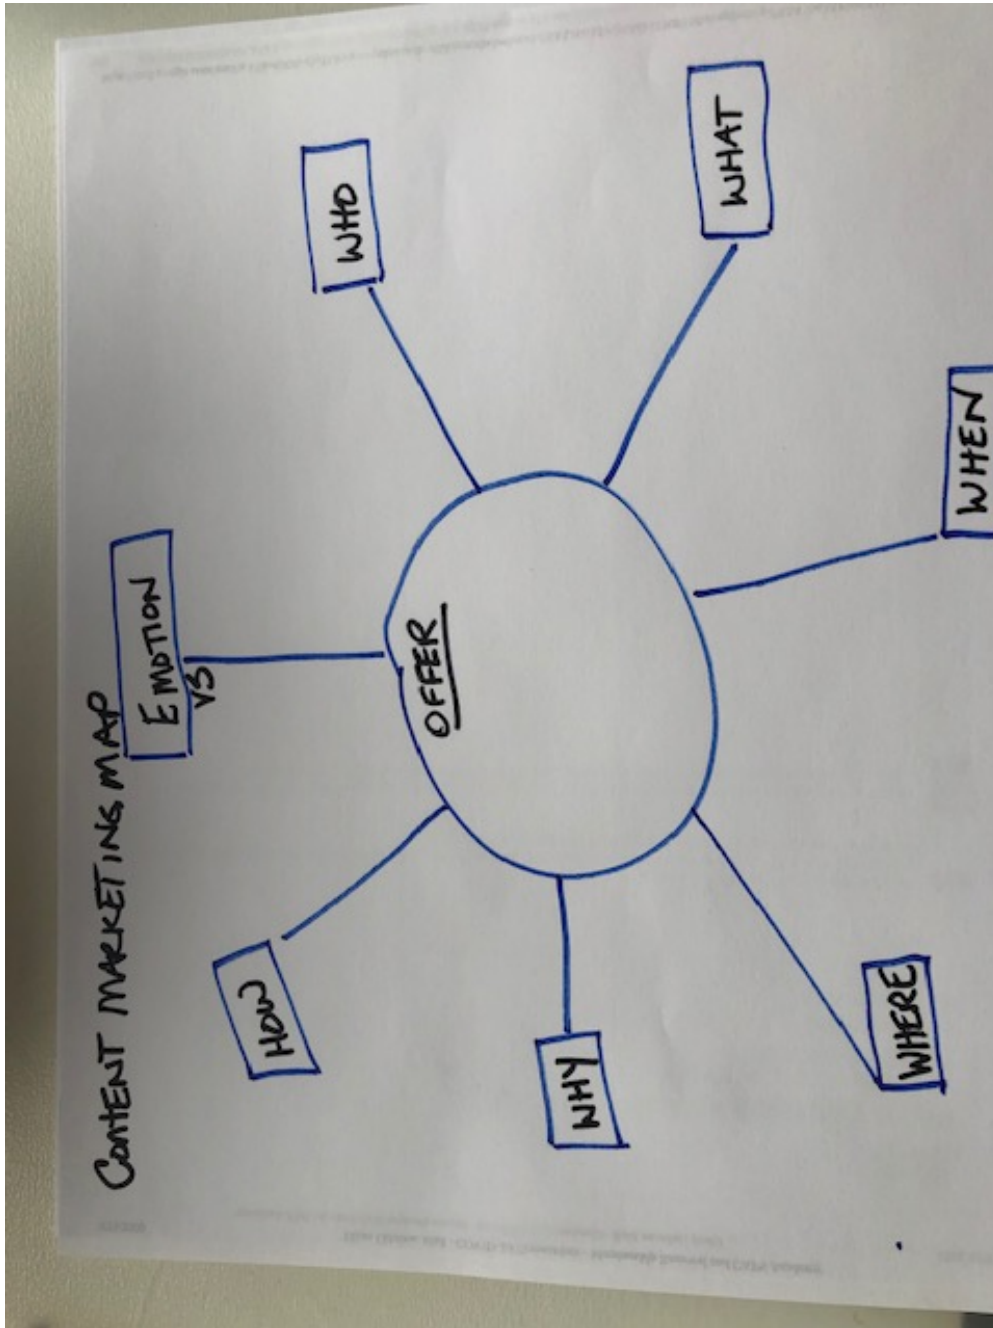 CONTENT MARKETING MAP
EMOTION
VS
WHO
WHAT
WHEN
WHERE
WHY
HOW
OFFER